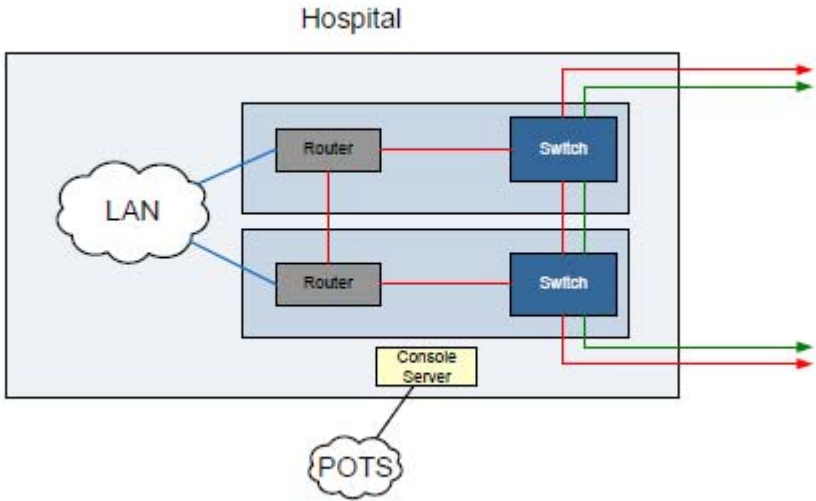 Hospital
Router
Switch
LAN
Router
Switch
Console
Server
POTS